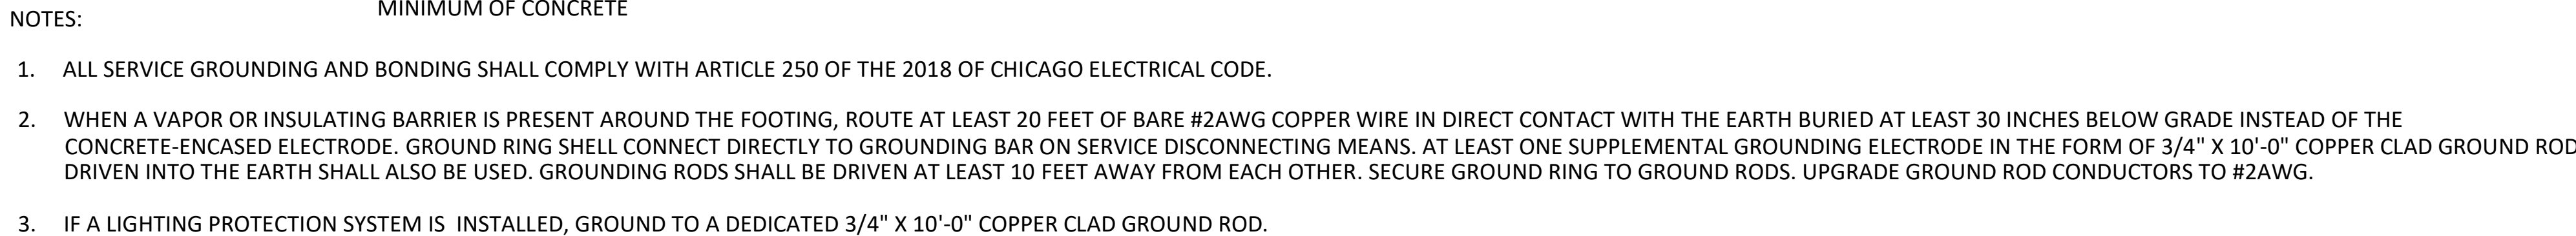 MINIMUM OF CONCRETE
NOTES:
1. ALL SERVICE GROUNDING AND BONDING SHALL COMPLY WITH ARTICLE 250 OF THE 2018 OF CHICAGO ELECTRICAL CODE.
2. WHEN A VAPOR OR INSULATING BARRIER IS PRESENT AROUND THE FOOTING, ROUTE AT LEAST 20 FEET OF BARE #2AWG COPPER WIRE IN DIRECT CONTACT WITH THE EARTH BURIED AT LEAST 30 INCHES BELOW GRADE INSTEAD OF THE
CONCRETE-ENCASED ELECTRODE. GROUND RING SHELL CONNECT DIRECTLY TO GROUNDING BAR ON SERVICE DISCONNECTING MEANS. AT LEAST ONE SUPPLEMENTAL GROUNDING ELECTRODE IN THE FORM OF 3/4" X 10'-0" COPPER CLAD GROUND ROD
DRIVEN INTO THE EARTH SHALL ALSO BE USED. GROUNDING RODS SHALL BE DRIVEN AT LEAST 10 FEET AWAY FROM EACH OTHER. SECURE GROUND RING TO GROUND RODS. UPGRADE GROUND ROD CONDUCTORS TO #2AWG.
3. IF A LIGHTING PROTECTION SYSTEM IS INSTALLED, GROUND TO A DEDICATED 3/4" X 10'-0" COPPER CLAD GROUND ROD.